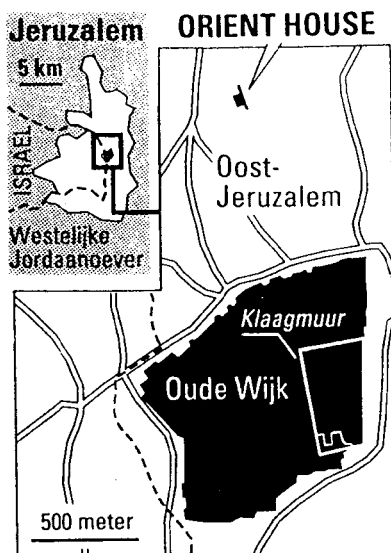 Jeruzalem
5 km
ISRAEL
Westelijke
Jordaanoever
ORIENT HOUSE
Oost-
Jeruzalem
Klaagmuur
Oude Wijk
500 meter